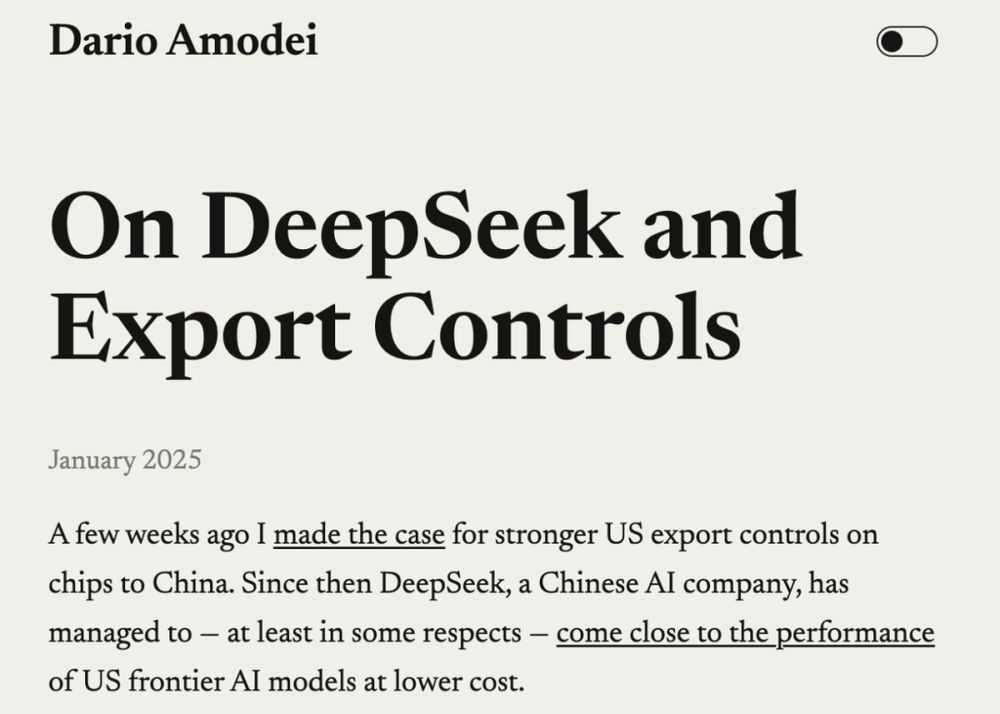 Dario Amodei
On DeepSeek and
Export Controls
January 2025
A few weeks ago I made the case for stronger US export controls on
chips to China. Since then DeepSeek, a Chinese AI company, has
managed to – at least in some respects – come close to the performance
of US frontier AI models at lower cost.